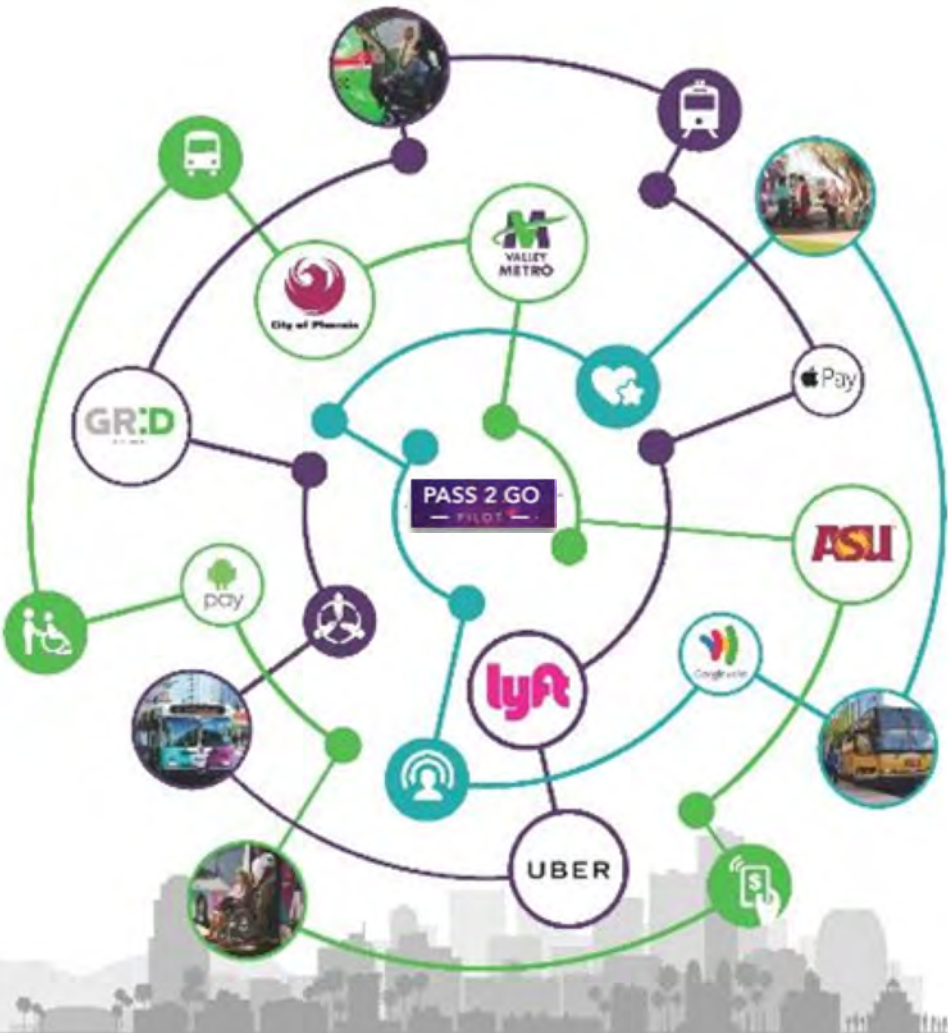 VALLEY
METRO
City of Phoenix
Pay
GR:D
PASS 2 GO
PILOT
ASU
pay
lyft
UBER